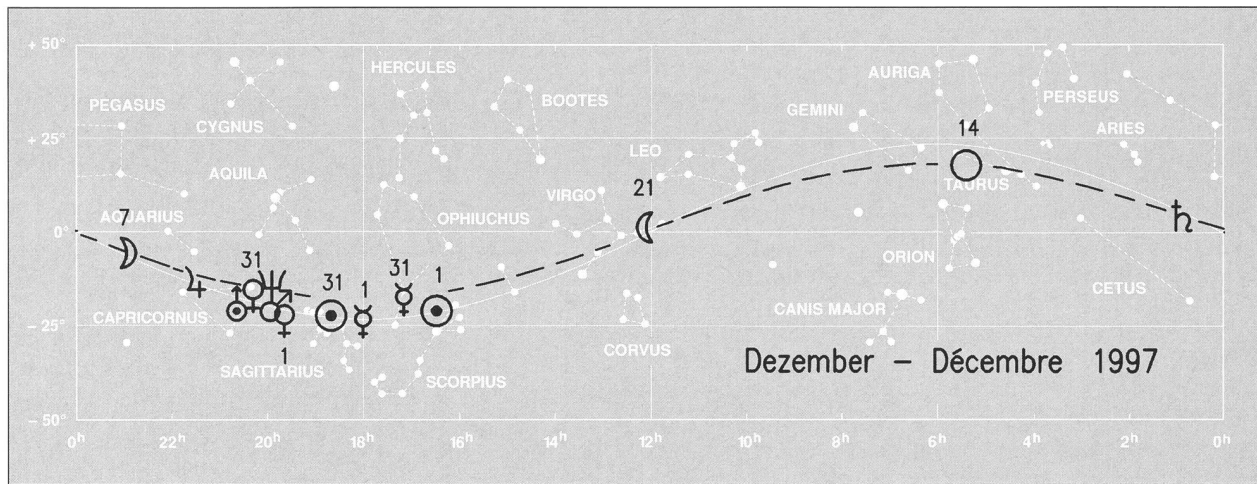 + 50°
HERCULES
AURIGA
PEGASUS
BOOTES
GEMINI
PERSEUS
CYGNUS
14
ARIES
+ 25°
LEO
AQUILA
21
TAURUS
VIRGO
7
AQUARIUS
OPHIUCHUS
0°
31
31
31
1
1
ORION
CETUS
CAPRICORNUS
CANIS MAJOR
− 25°
1
CORVUS
Dezember – Décembre 1997
SAGITTARIUS
SCORPIUS
− 50°
0h 22h 20h 18h 16h 14h 12h 10h 8h 6h 4h 2h 0h